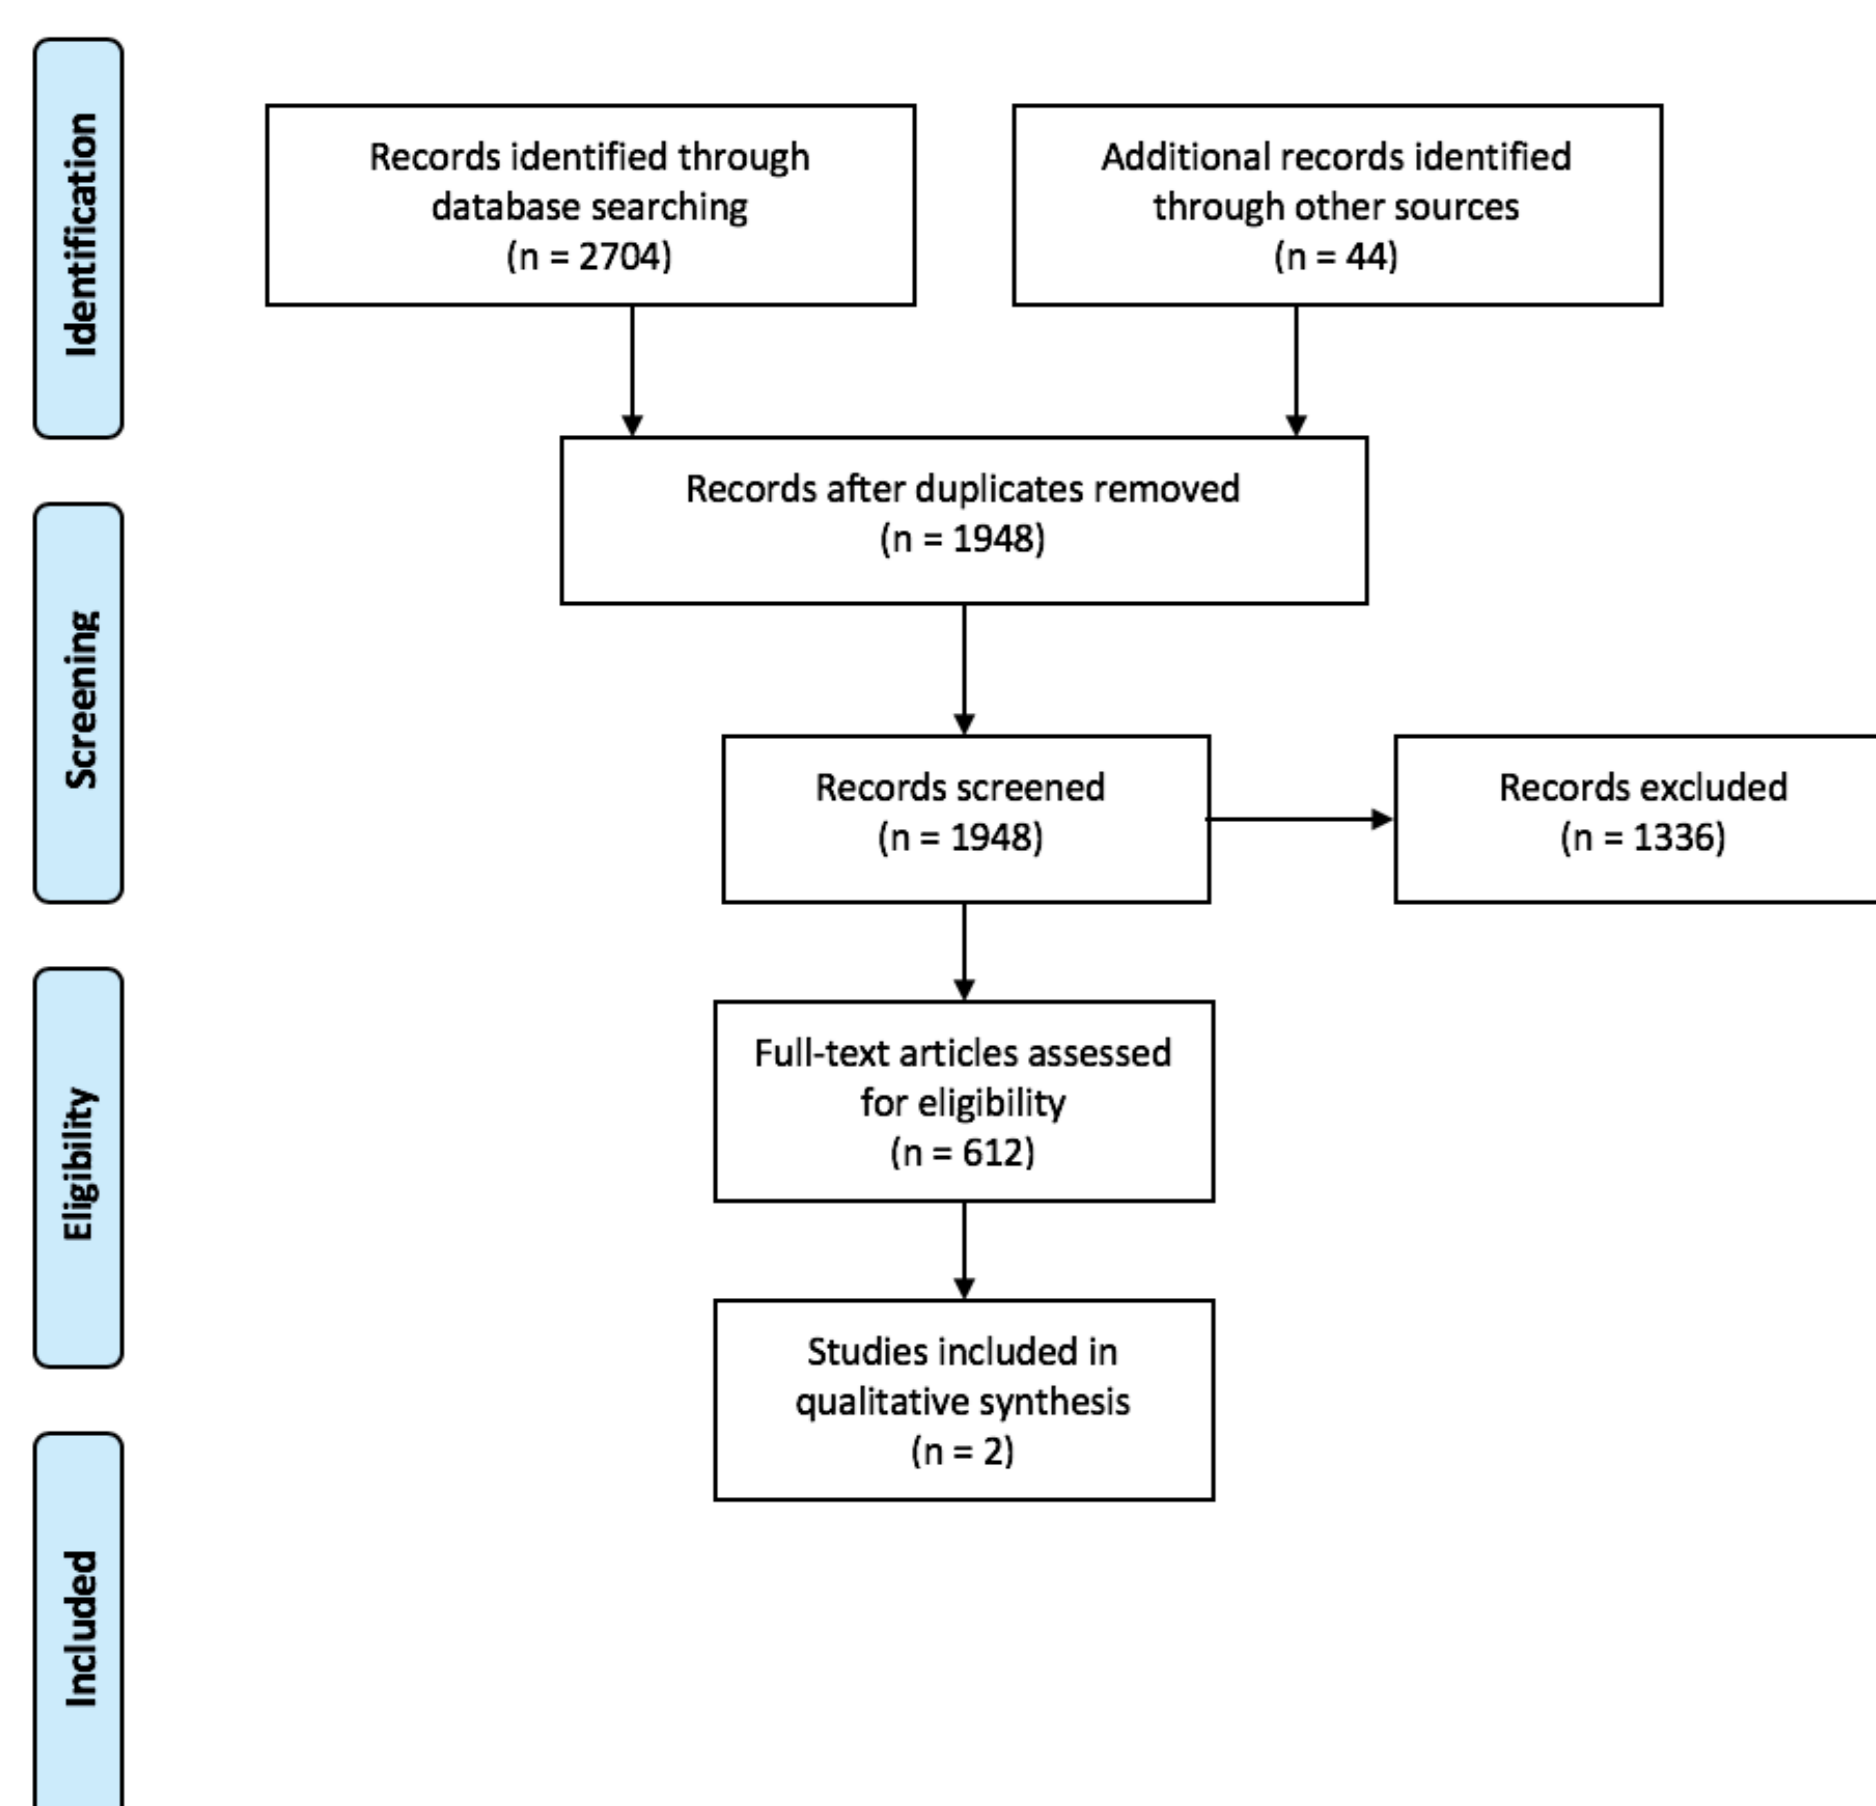 Identification
Records identified through
database searching
(n = 2704)
Additional records identified
through other sources
(n = 44)
Records after duplicates removed
(n = 1948)
Screening
Records screened
(n = 1948)
Records excluded
(n = 1336)
Eligibility
Full-text articles assessed
for eligibility
(n = 612)
Studies included in
qualitative synthesis
(n = 2)
Included